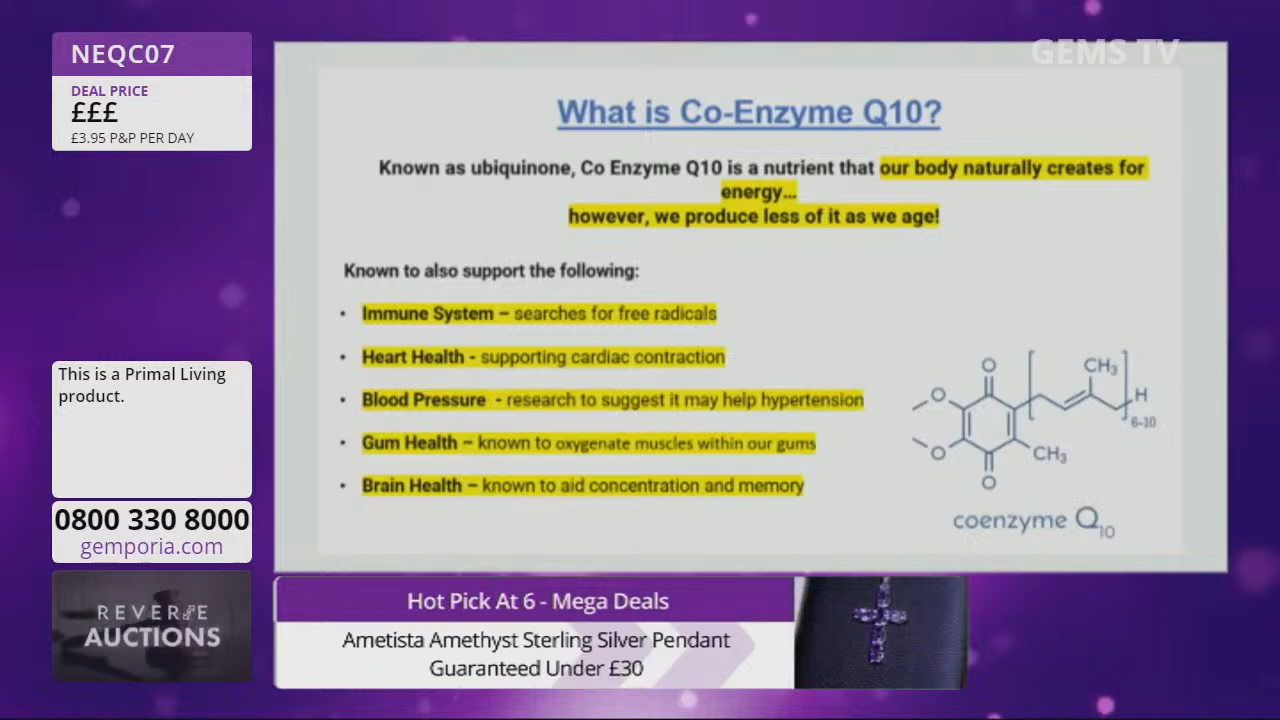 NEQC07
DEAL PRICE
£££
£3.95 P&P PER DAY
GEMS TV
What is Co-Enzyme Q10?
Known as ubiquinone, Co Enzyme Q10 is a nutrient that our body naturally creates for
energy...
however, we produce less of it as we age!
Known to also support the following:
• Immune System – searches for free radicals
• Heart Health - supporting cardiac contraction
• Blood Pressure - research to suggest it may help hypertension
• Gum Health – known to oxygenate muscles within our gums
• Brain Health – known to aid concentration and memory
O
CH₃
H
6-10
O
O
CH₃
O
coenzyme Q₁₀
This is a Primal Living
product.
0800 330 8000
gemporia.com
REVERSE
AUCTIONS
Hot Pick At 6 - Mega Deals
Ametista Amethyst Sterling Silver Pendant
Guaranteed Under £30